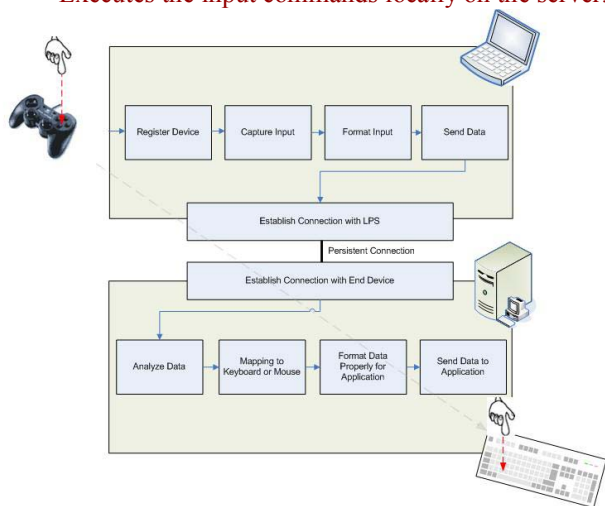 Executes the input commands locally on the server.
Register Device
Capture Input
Format Input
Send Data
Establish Connection with LPS
Persistent Connection
Establish Connection with End Device
Analyze Data
Mapping to
Keyboard or Mouse
Format Data
Properly for
Application
Send Data to
Application